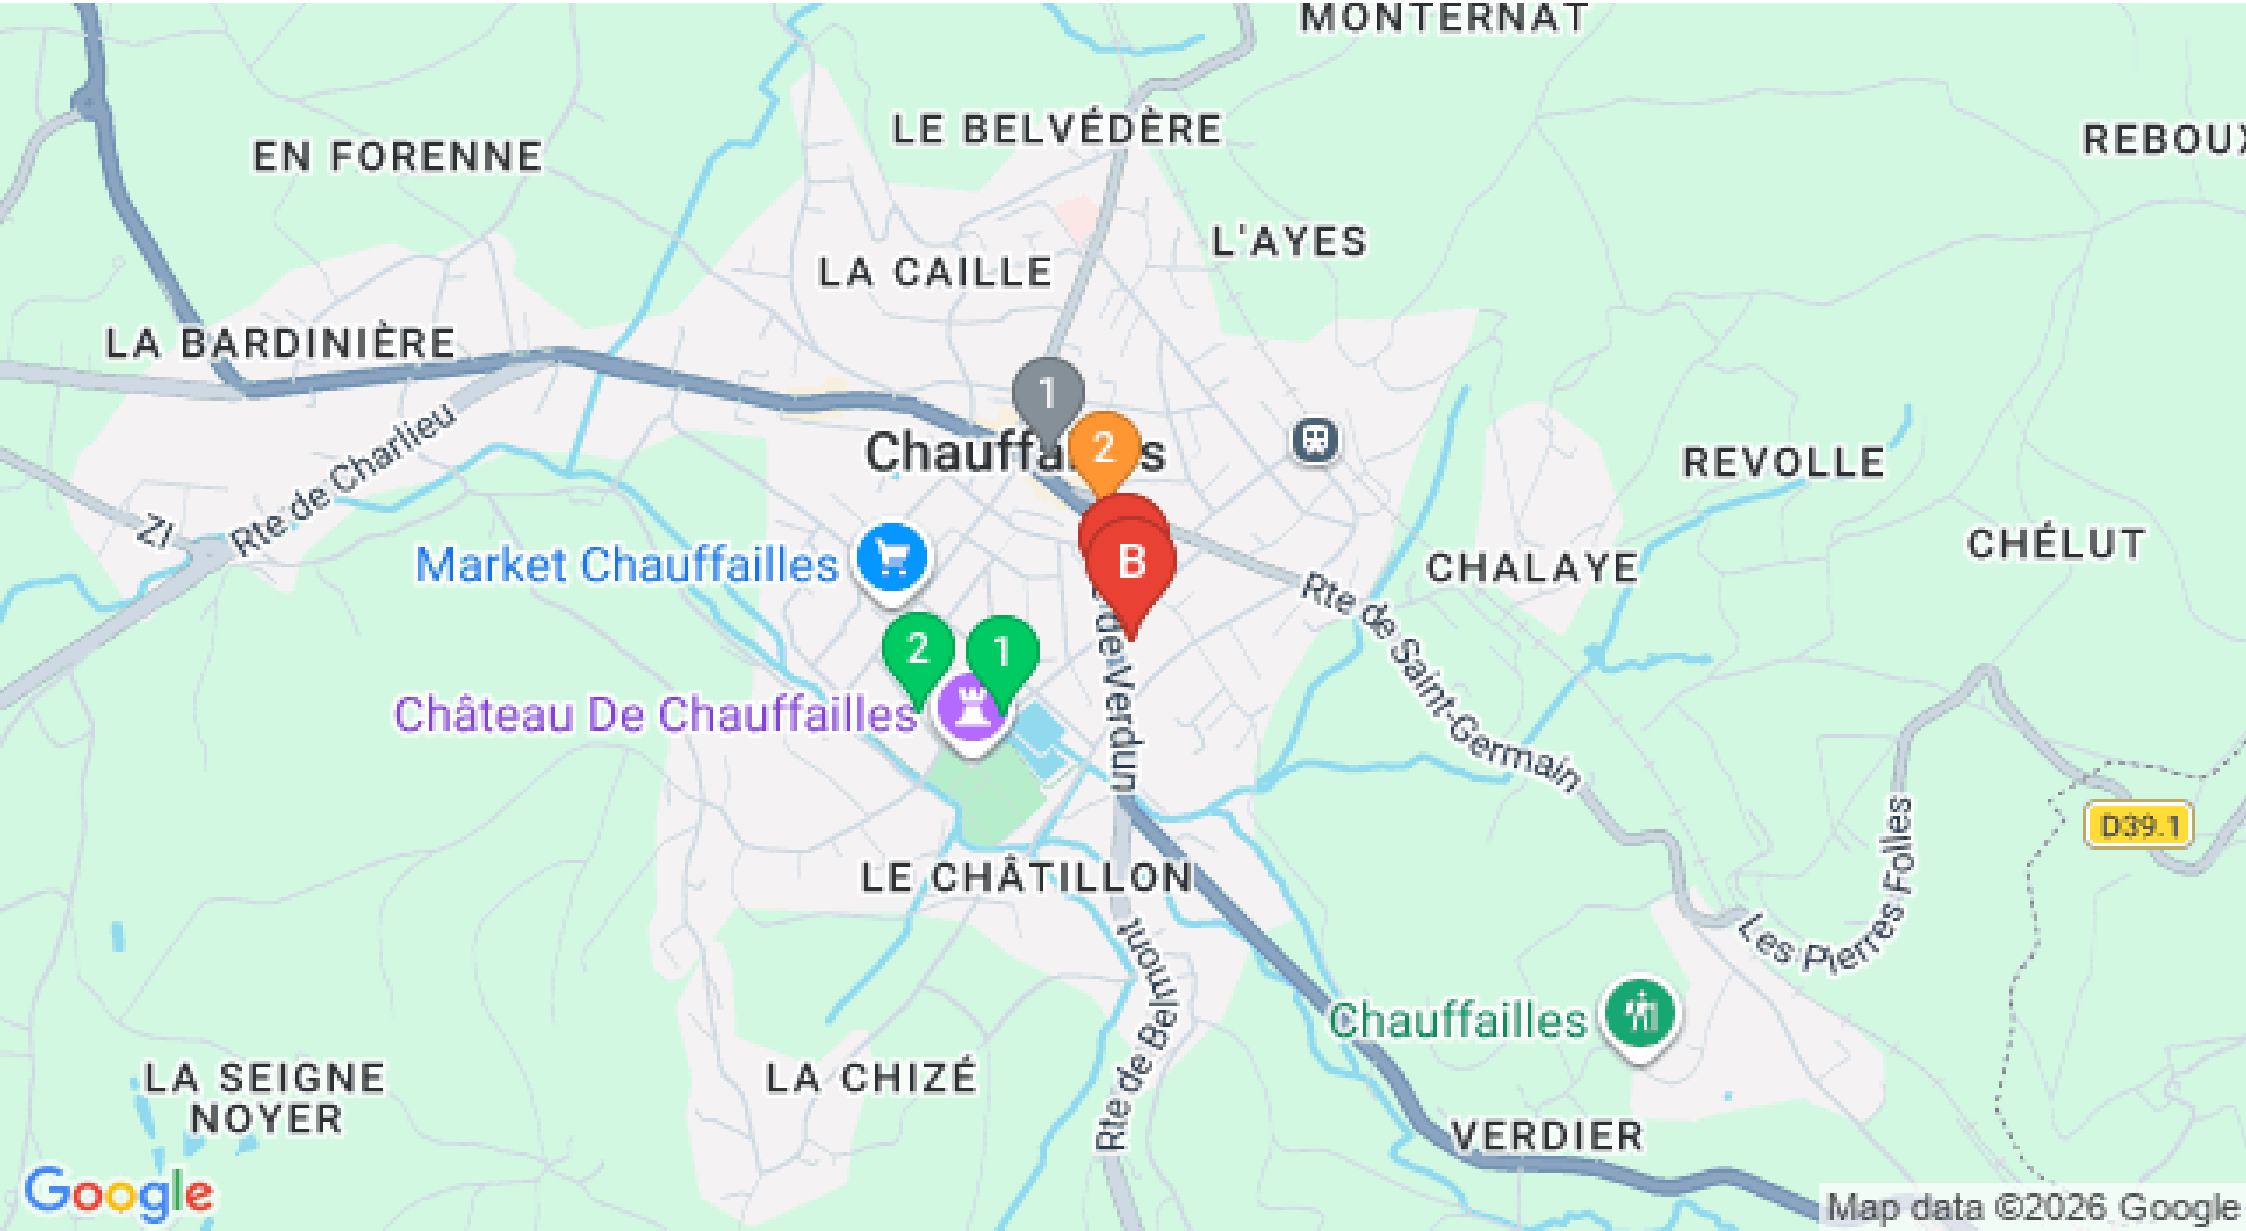 MONTERNAT
LE BELVÉDÈRE
REBOUX
EN FORENNE
L'AYES
LA CAILLE
LA BARDINIÈRE
1
2
Chauffailles
REVOLLE
Rte de Charlieu
ZI
CHÉLUT
Market Chauffailles
B
CHALAYE
Rte de Saint-Germain
2
1
Château De Chauffailles
de Verdun
D39.1
LE CHÂTILLON
Les Pierres Folles
Rte de Belmont
Chauffailles
LA SEIGNE
NOYER
LA CHIZÉ
VERDIER
Google
Map data ©2026 Google